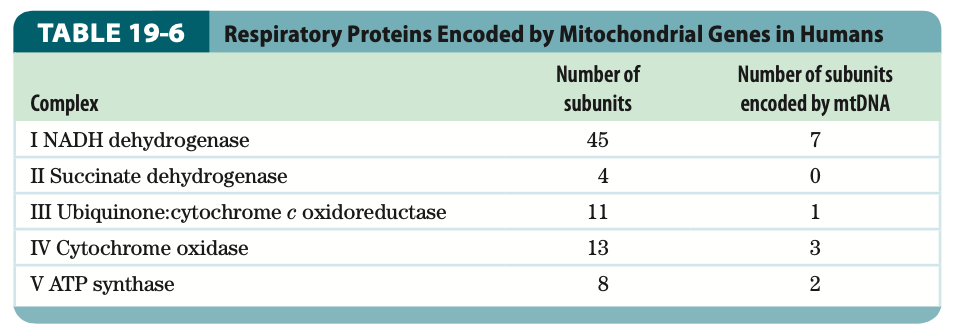 TABLE 19-6 Respiratory Proteins Encoded by Mitochondrial Genes in Humans
Complex Number of subunits Number of subunits encoded by mtDNA
I NADH dehydrogenase 45 7
II Succinate dehydrogenase 4 0
III Ubiquinone:cytochrome c oxidoreductase 11 1
IV Cytochrome oxidase 13 3
V ATP synthase 8 2